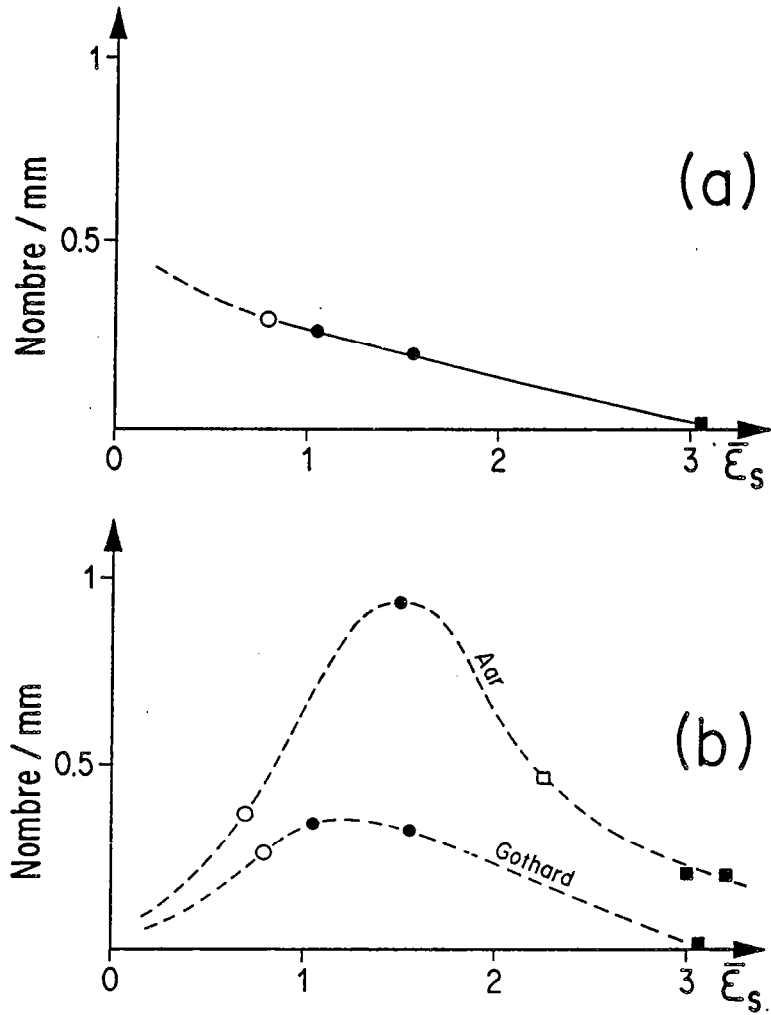 1
(a)
Nombre / mm
0.5
0
1
2
3
ε̄s
1
Aar
(b)
Nombre / mm
0.5
Gothard
0
1
2
3
ε̄s.